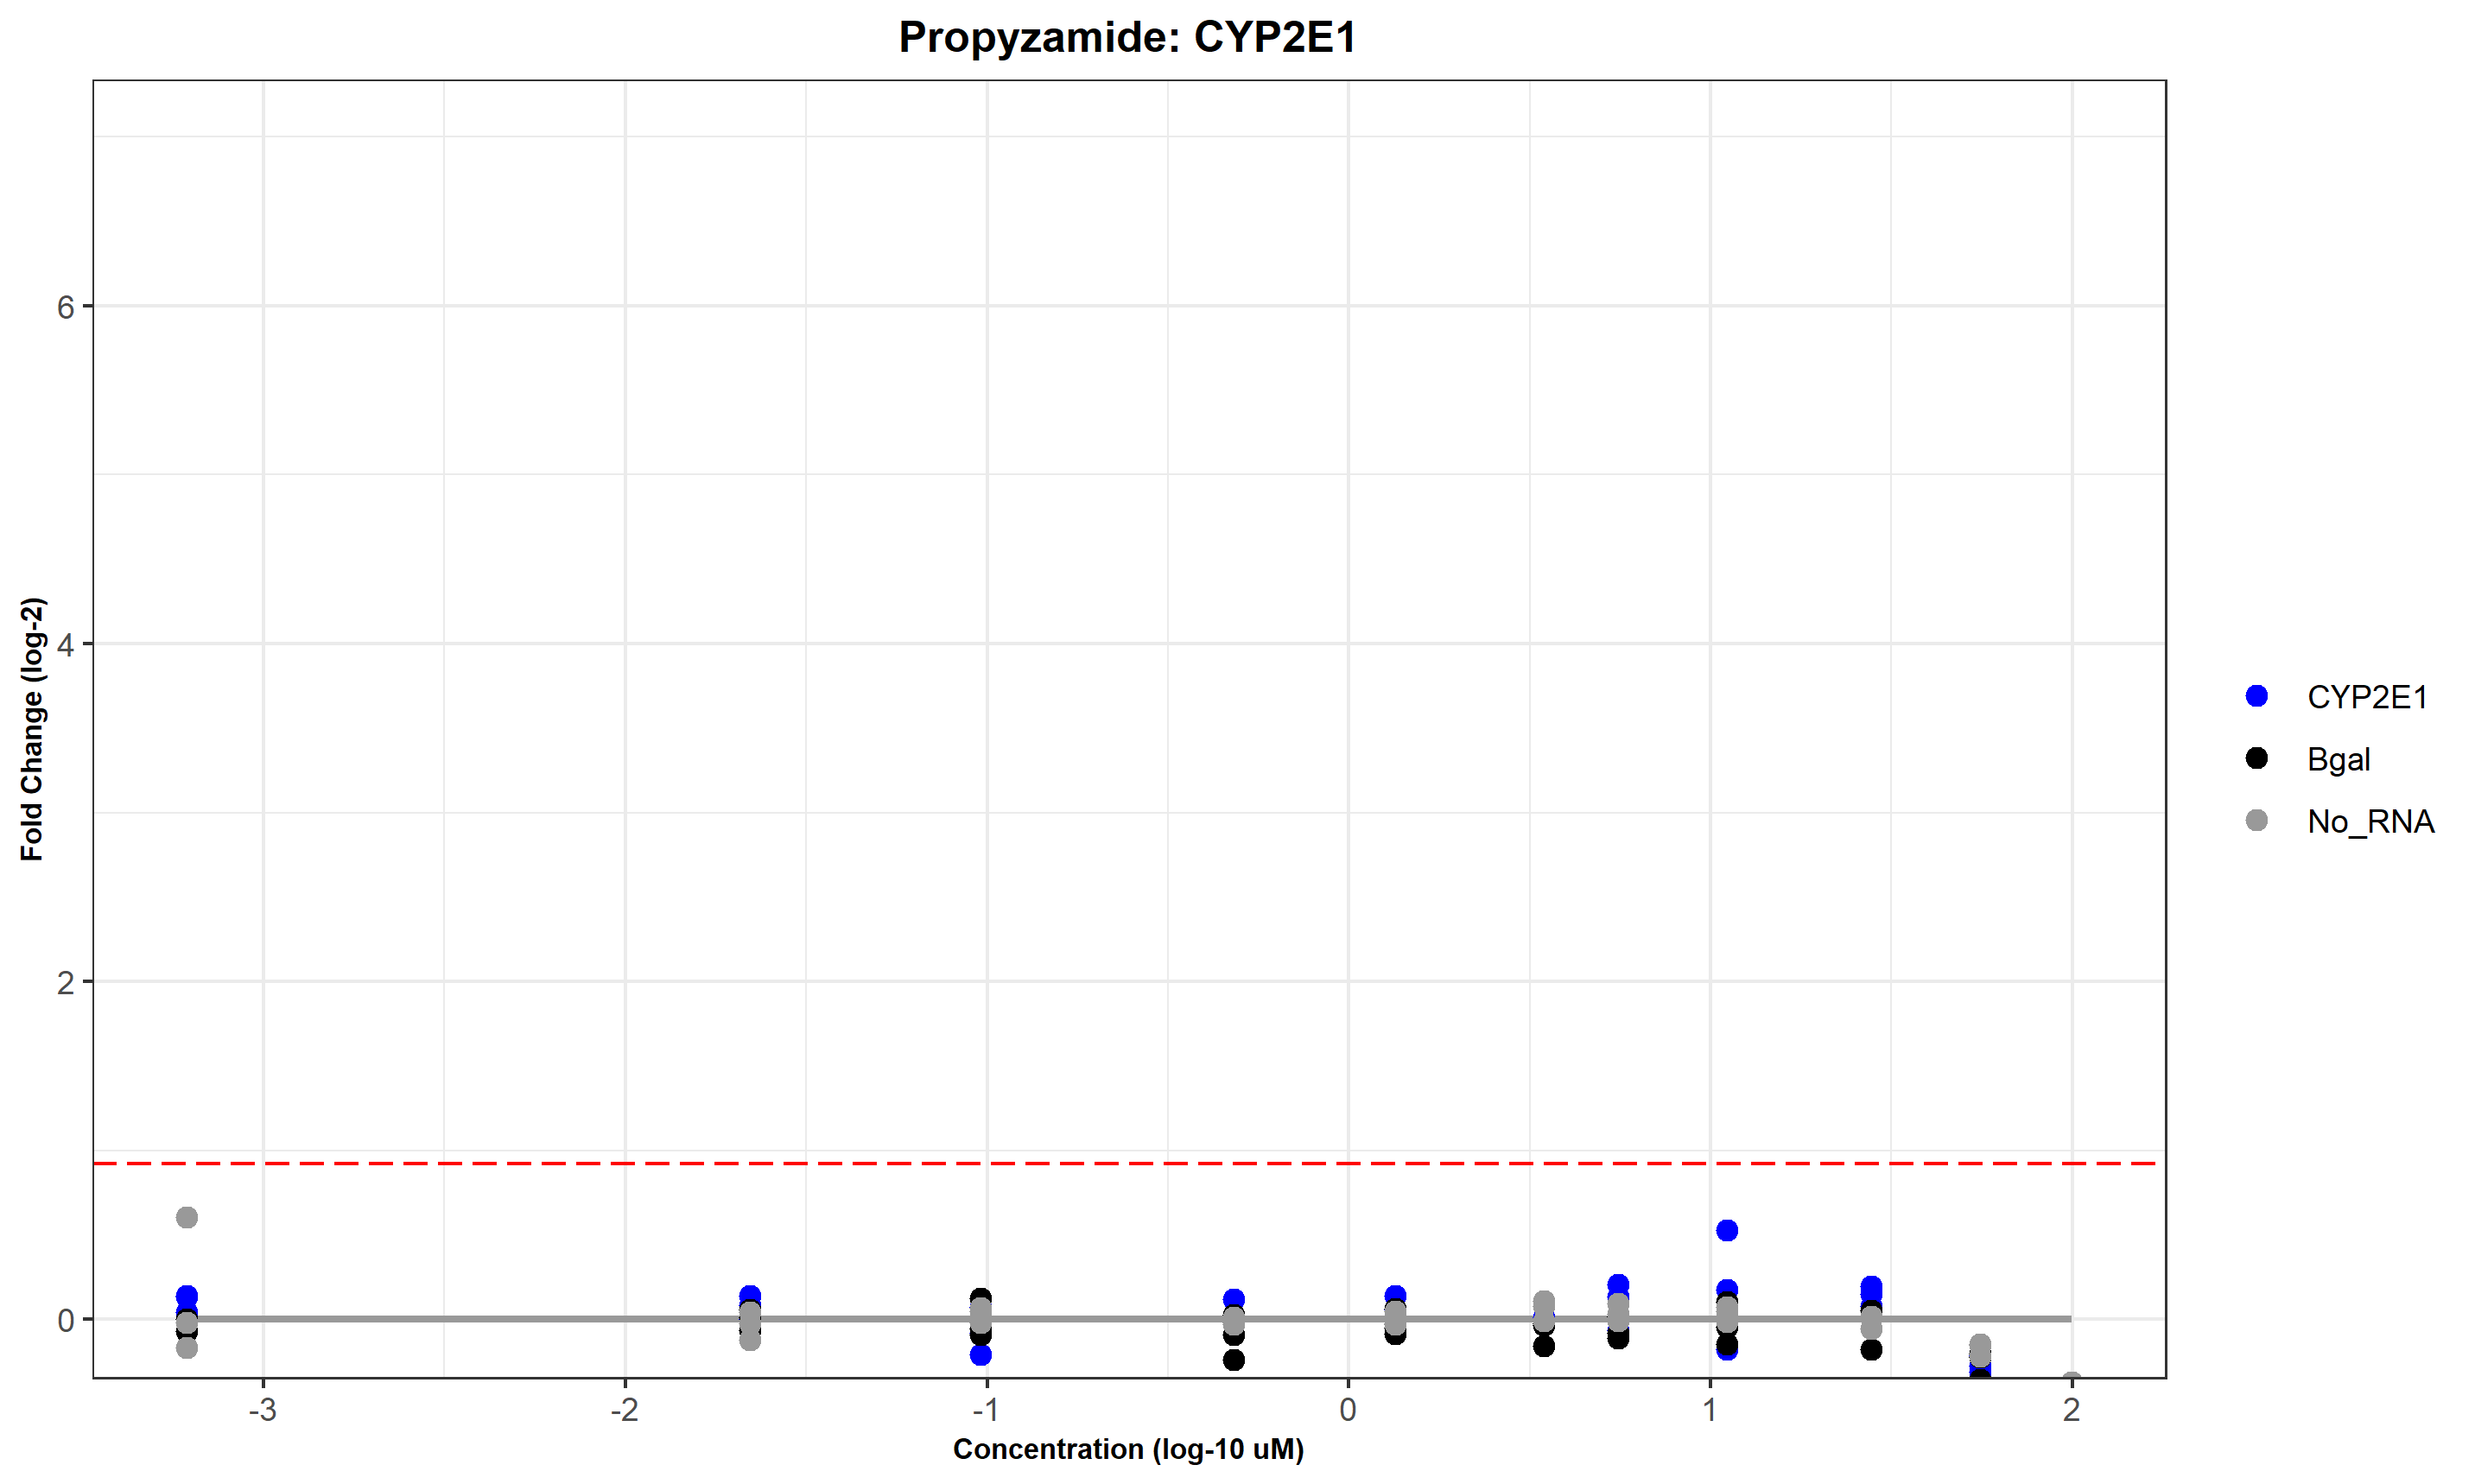 Propyzamide: CYP2E1
Fold Change (log-2)
6
4
2
0
-3
-2
-1
0
1
2
Concentration (log-10 uM)
CYP2E1
Bgal
No_RNA